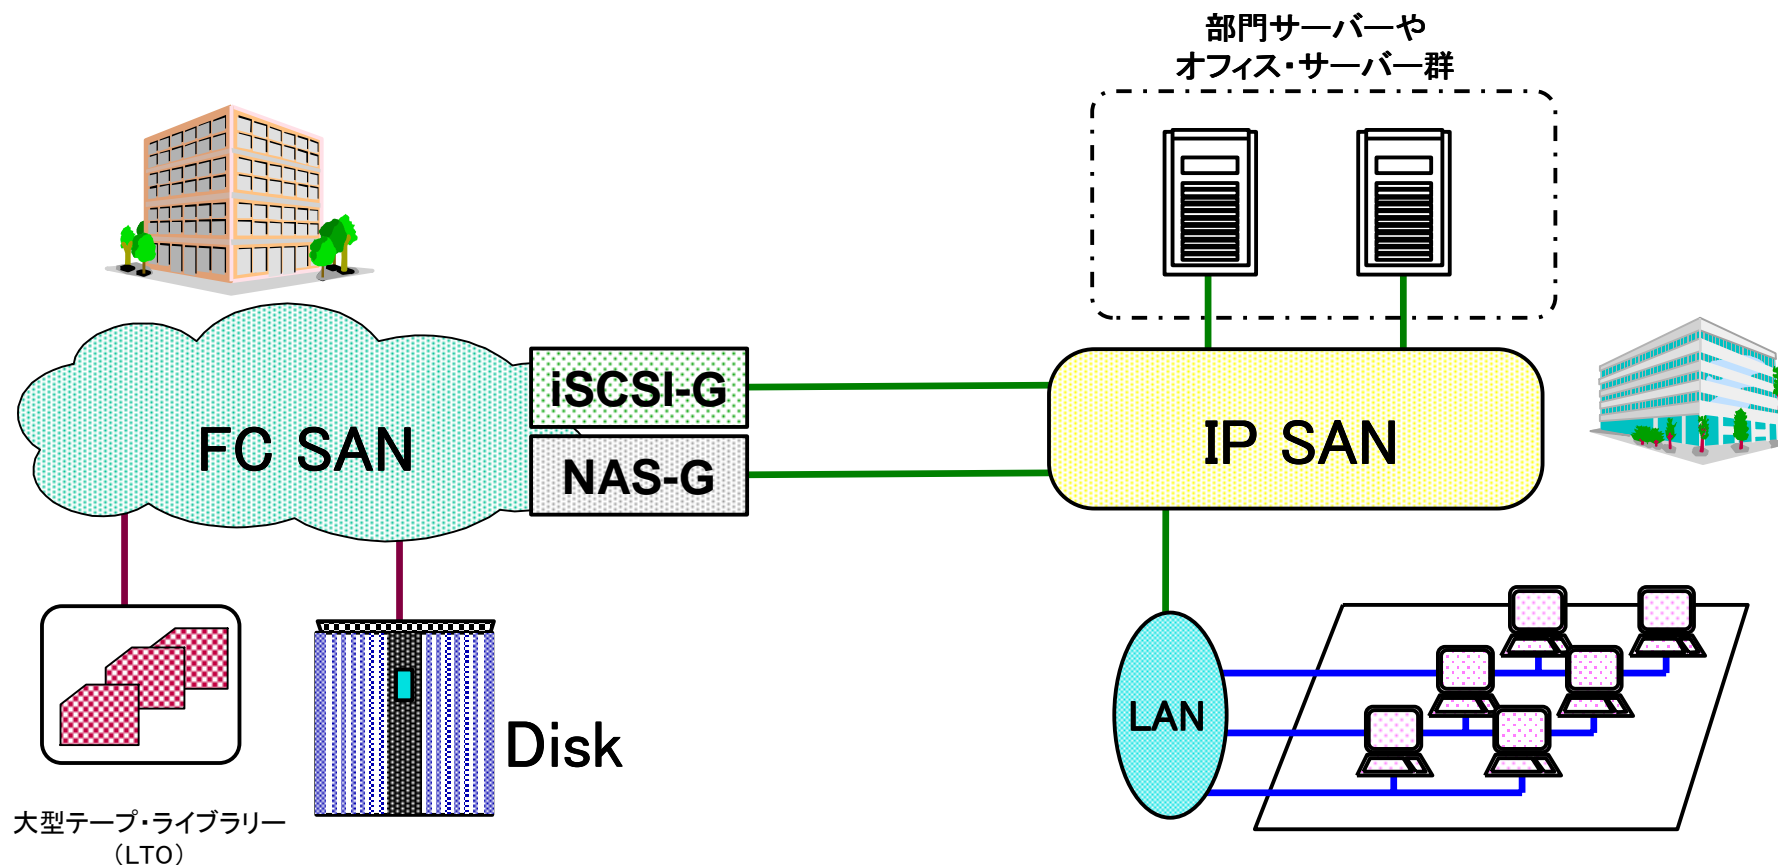 部門サーバーや
オフィス・サーバー群
iSCSI-G
FC SAN
NAS-G
IP SAN
LAN
Disk
大型テープ・ライブラリー
（LTO）